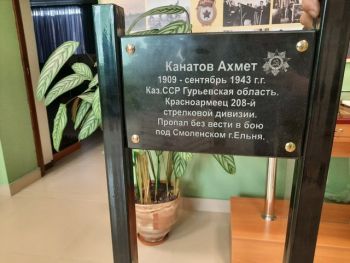 Канатов Ахмет
1909 - сентябрь 1943 г.г.
Каз.ССР Гурьевская область.
Красноармеец 208-й
стрелковой дивизии.
Пропал без вести в бою
под Смоленском г.Ельня.